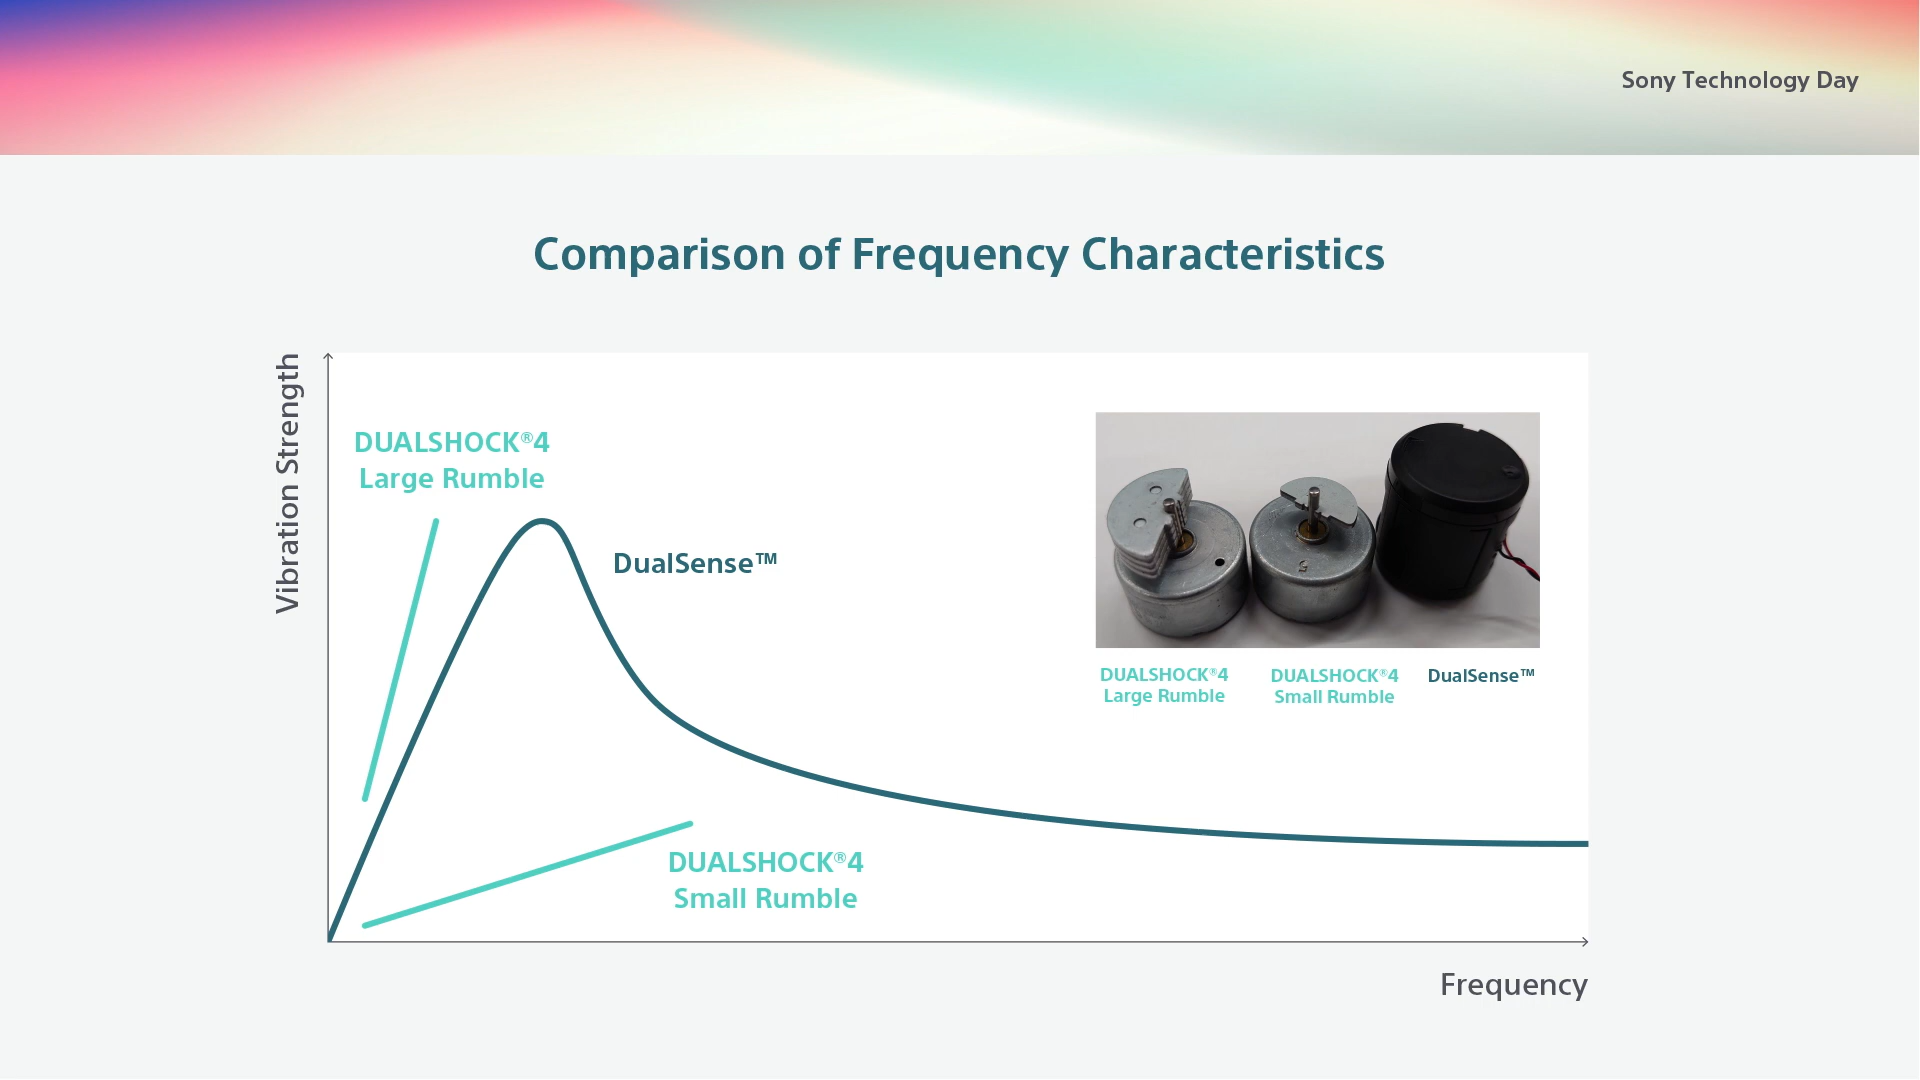 Sony Technology Day
Comparison of Frequency Characteristics
Vibration Strength
DUALSHOCK®4
Large Rumble
DualSense™
DUALSHOCK®4
Large Rumble
DUALSHOCK®4
Small Rumble
DualSense™
DUALSHOCK®4
Small Rumble
Frequency